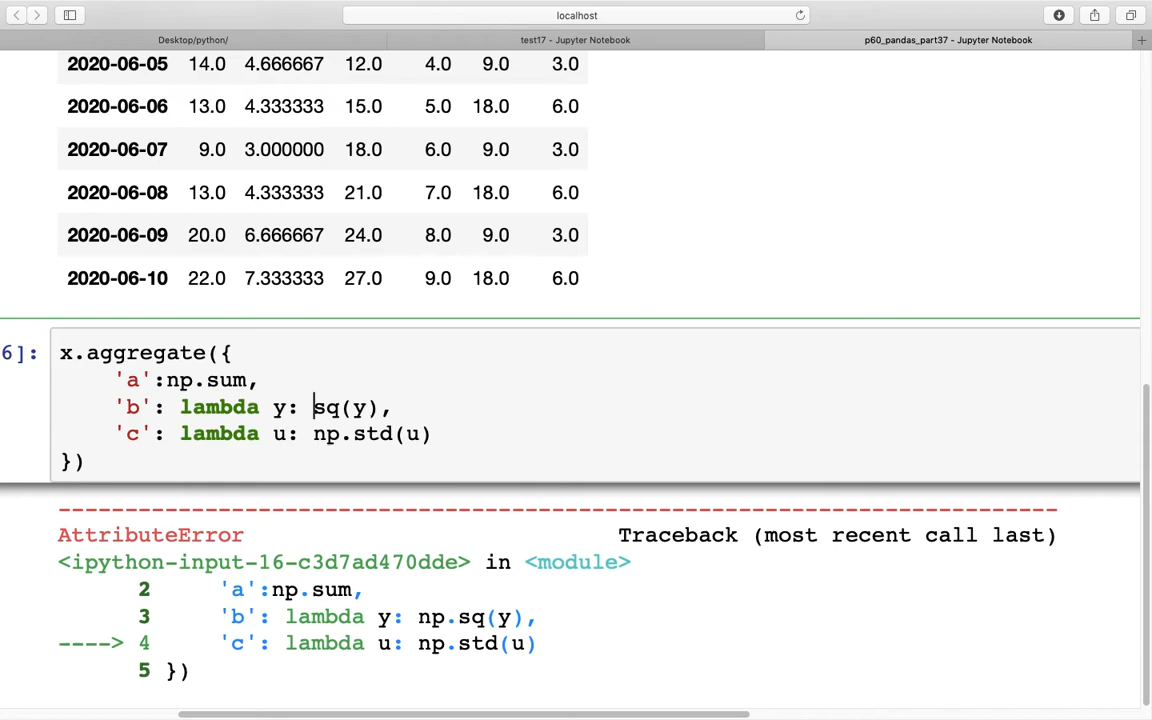 localhost
Desktop/python/ test17 - Jupyter Notebook p60_pandas_part37 - Jupyter Notebook
2020-06-05 14.0 4.666667 12.0 4.0 9.0 3.0
2020-06-06 13.0 4.333333 15.0 5.0 18.0 6.0
2020-06-07 9.0 3.000000 18.0 6.0 9.0 3.0
2020-06-08 13.0 4.333333 21.0 7.0 18.0 6.0
2020-06-09 20.0 6.666667 24.0 8.0 9.0 3.0
2020-06-10 22.0 7.333333 27.0 9.0 18.0 6.0
6]: x.aggregate({
'a':np.sum,
'b': lambda y: sq(y),
'c': lambda u: np.std(u)
})
---------------------------------------------------------------------------
AttributeError Traceback (most recent call last)
<ipython-input-16-c3d7ad470dde> in <module>
2 'a':np.sum,
3 'b': lambda y: np.sq(y),
----> 4 'c': lambda u: np.std(u)
5 })